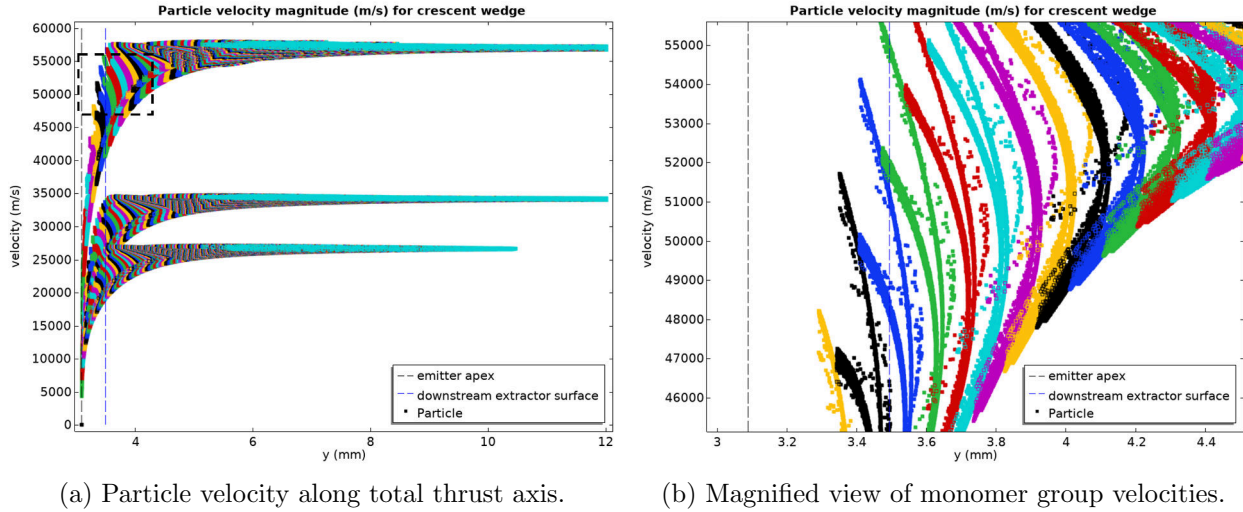 Particle velocity magnitude (m/s) for crescent wedge
60000
55000
50000
45000
40000
35000
30000
25000
20000
15000
10000
5000
0
velocity (m/s)
4
6
8
10
12
y (mm)
emitter apex
downstream extractor surface
Particle
(a) Particle velocity along total thrust axis.
Particle velocity magnitude (m/s) for crescent wedge
55000
54000
53000
52000
51000
50000
49000
48000
47000
46000
velocity (m/s)
3
3.2
3.4
3.6
3.8
4
4.2
4.4
y (mm)
emitter apex
downstream extractor surface
Particle
(b) Magnified view of monomer group velocities.